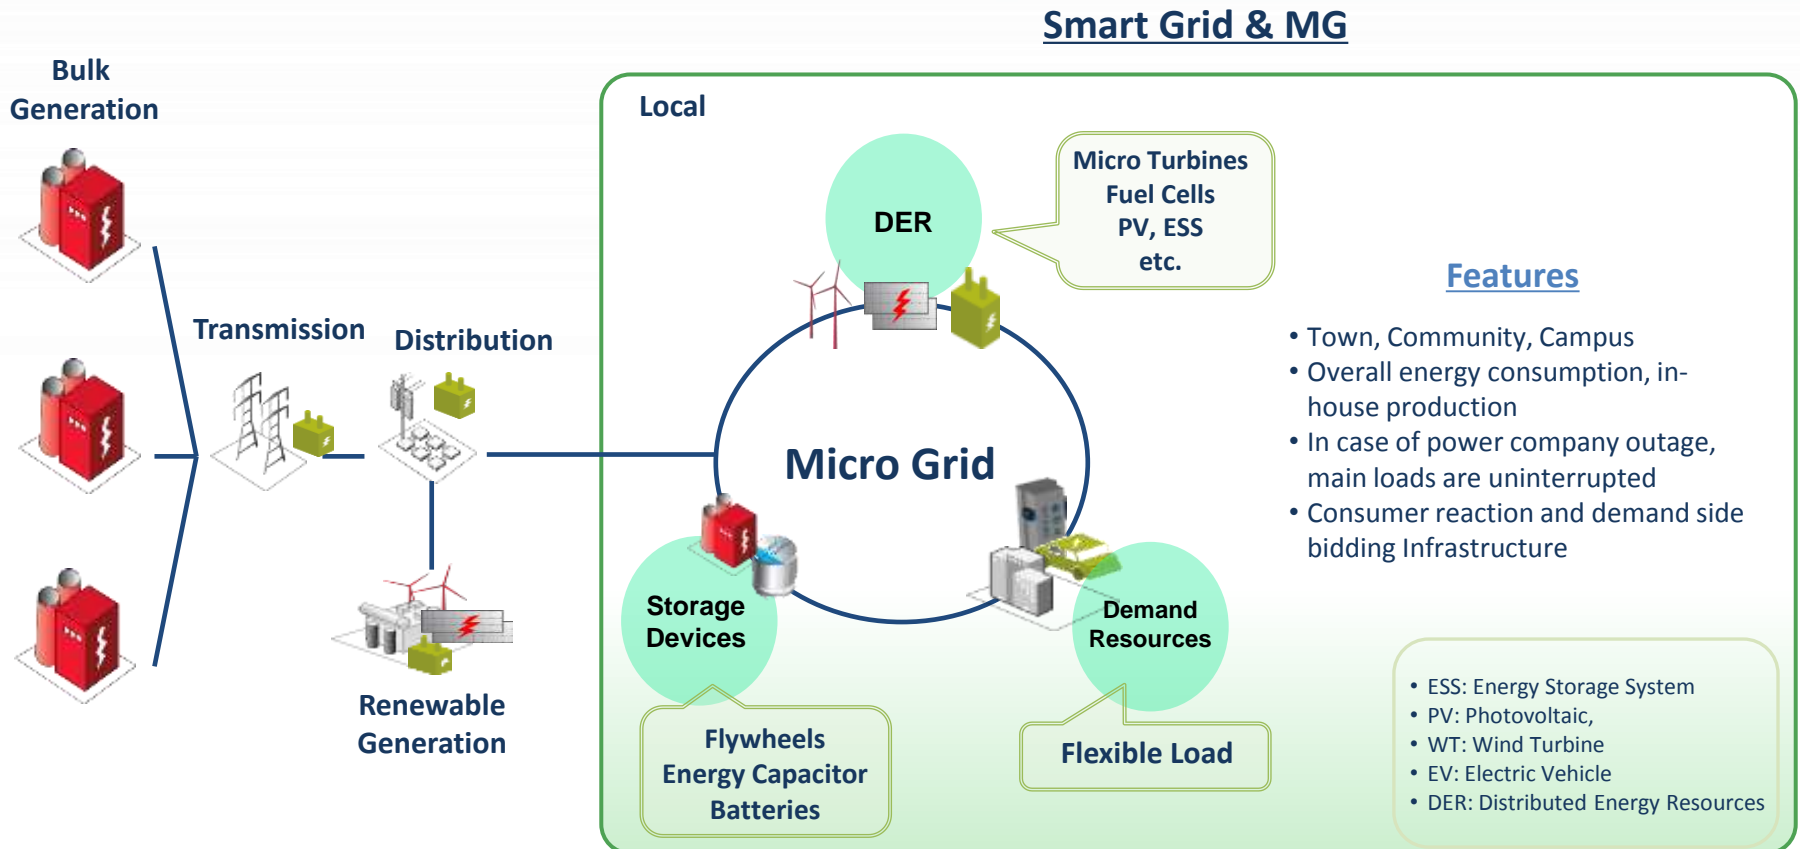 Smart Grid & MG
Bulk
Generation
Transmission
Distribution
Renewable
Generation
Local
DER
Micro Turbines
Fuel Cells
PV, ESS
etc.
Micro Grid
Storage
Devices
Flywheels
Energy Capacitor
Batteries
Demand
Resources
Flexible Load
Features
• Town, Community, Campus
• Overall energy consumption, in-
house production
• In case of power company outage,
main loads are uninterrupted
• Consumer reaction and demand side
bidding Infrastructure
• ESS: Energy Storage System
• PV: Photovoltaic,
• WT: Wind Turbine
• EV: Electric Vehicle
• DER: Distributed Energy Resources